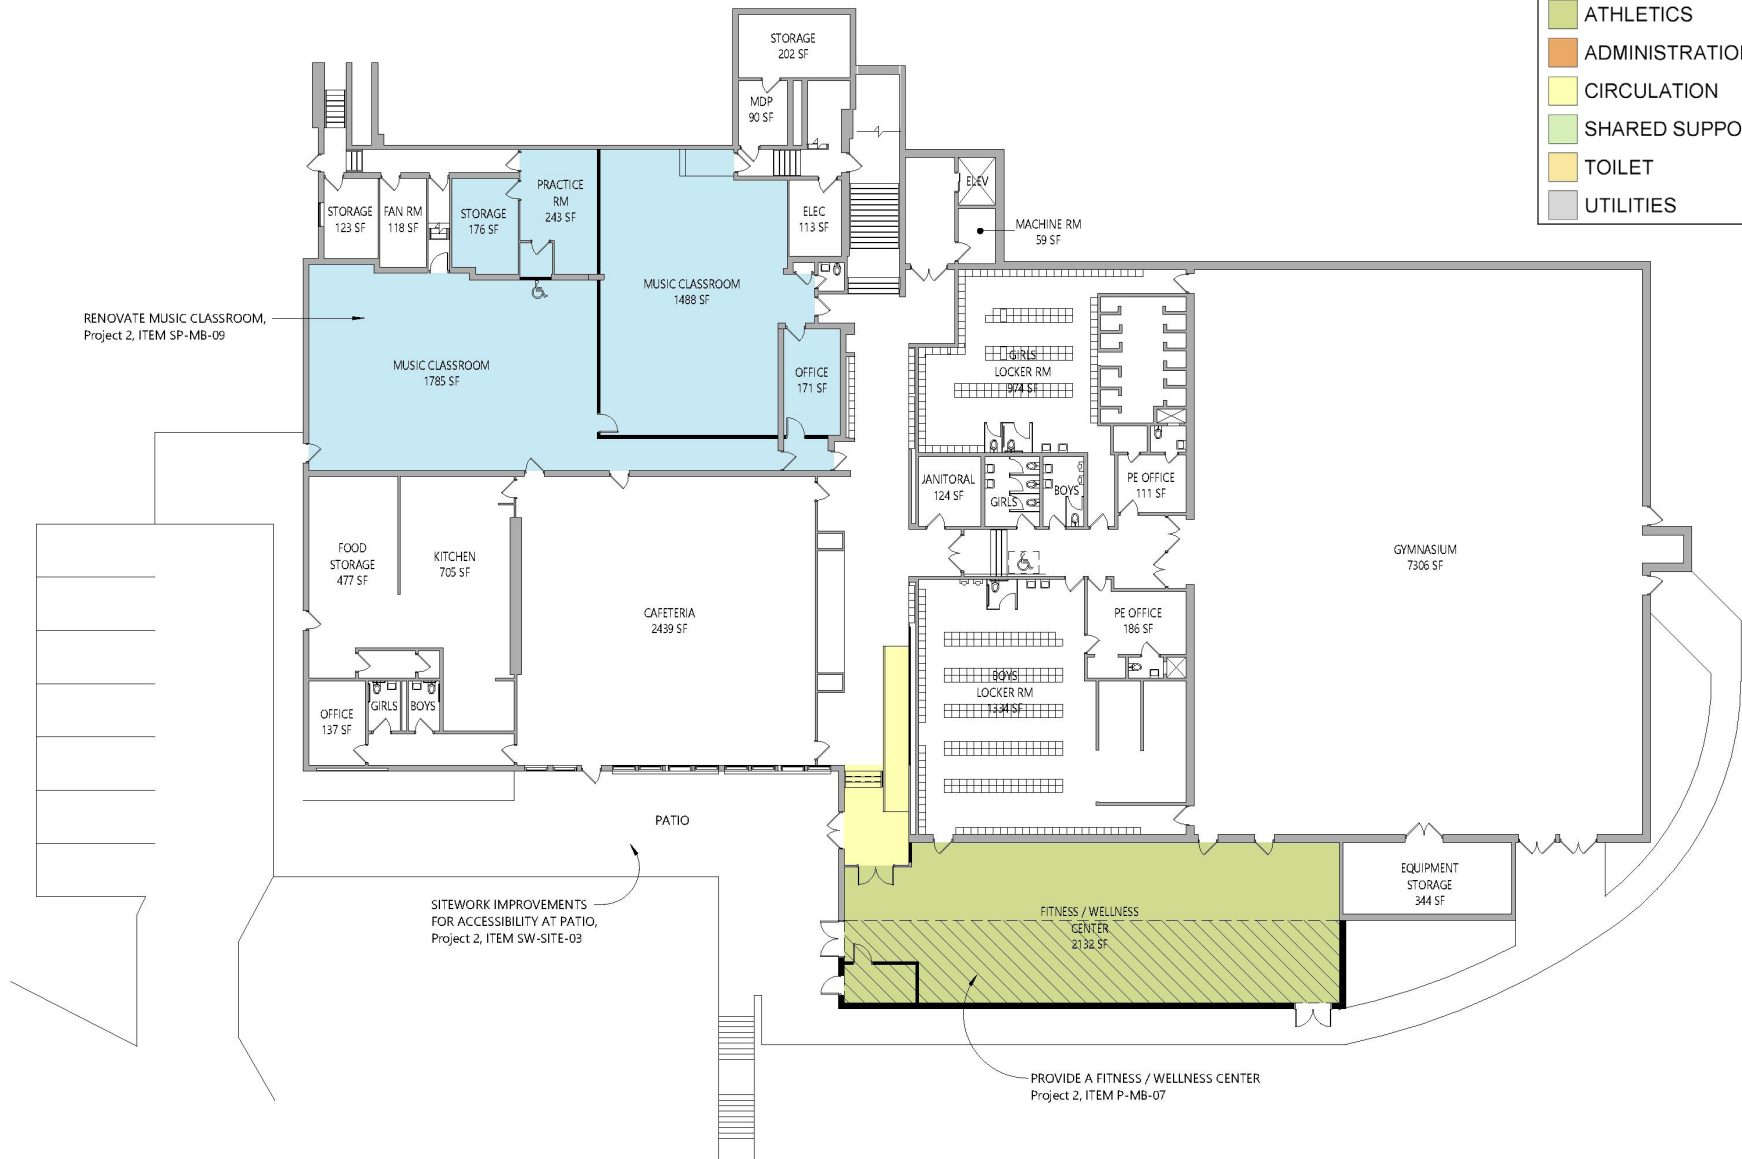 ATHLETICS
ADMINISTRATION
CIRCULATION
SHARED SUPPO
TOILET
UTILITIES
STORAGE
202 SF
MDP
90 SF
PRACTICE
RM
243 SF
STORAGE
123 SF
FAN RM
118 SF
STORAGE
176 SF
ELEC
113 SF
ELEV
MACHINE RM
59 SF
MUSIC CLASSROOM
1488 SF
RENOVATE MUSIC CLASSROOM,
Project 2, ITEM SP-MB-09
MUSIC CLASSROOM
1785 SF
OFFICE
171 SF
GIRLS
LOCKER RM
974 SF
JANITORAL
124 SF
GIRLS
BOYS
PE OFFICE
111 SF
FOOD
STORAGE
477 SF
KITCHEN
705 SF
GYMNASIUM
7306 SF
CAFETERIA
2439 SF
PE OFFICE
186 SF
BOYS
LOCKER RM
1334 SF
OFFICE
137 SF
GIRLS
BOYS
PATIO
EQUIPMENT
STORAGE
344 SF
SITEWORK IMPROVEMENTS
FOR ACCESSIBILITY AT PATIO,
Project 2, ITEM SW-SITE-03
FITNESS / WELLNESS
CENTER
2132 SF
PROVIDE A FITNESS / WELLNESS CENTER
Project 2, ITEM P-MB-07